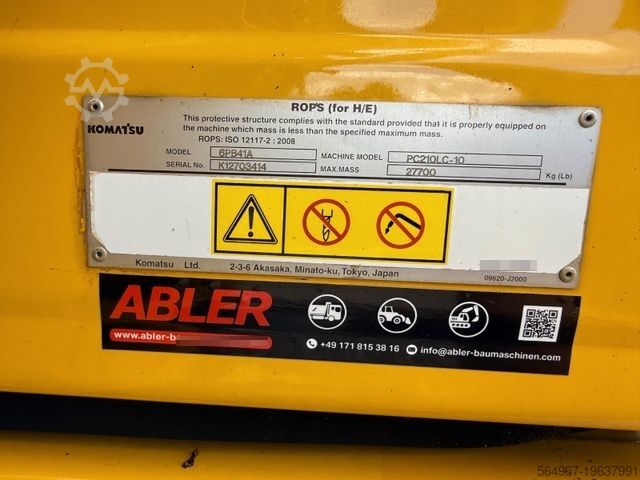 ROPS (for H/E)
KOMATSU
This protective structure complies with the standard provided that it is properly equipped on
the machine which mass is less than the specified maximum mass.
ROPS: ISO 12117-2 : 2008
MODEL 6PB41A MACHINE MODEL PC210LC-10
SERIAL No. K12703414 MAX.MASS 27700 Kg (Lb)
Komatsu Ltd. 2-3-6 Akasaka, Minato-ku, Tokyo, Japan 09620-J2000
ABLER
www.abler-b
+49 171 815 38 16 info@abler-baumaschinen.com
564967-19637991